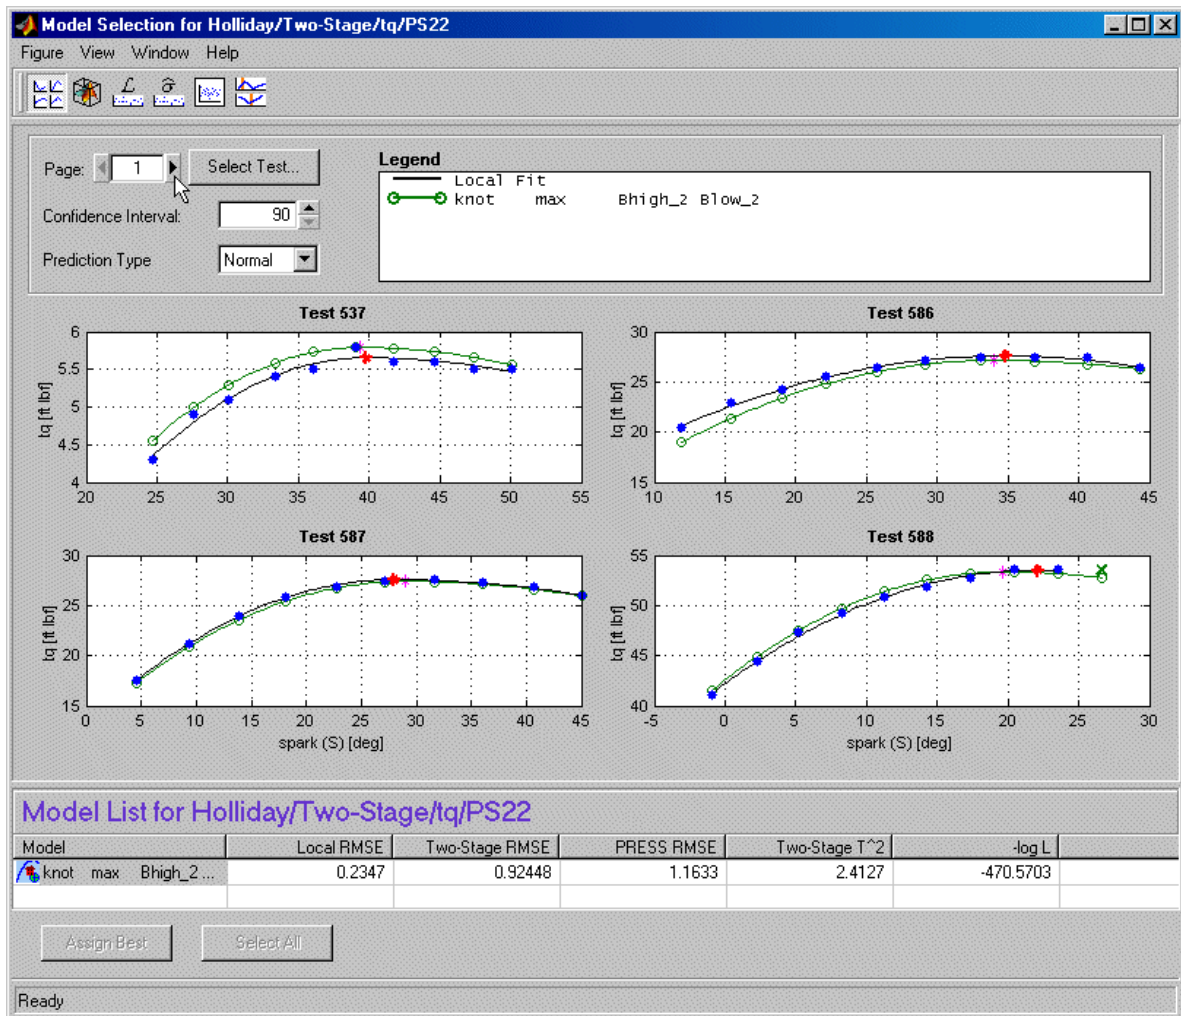 Model Selection for Holliday/Two-Stage/tq/PS22
Figure View Window Help
Page: 1 Select Test...
Confidence Interval: 90
Prediction Type Normal
Legend
Local Fit
knot max Bhigh_2 Blow_2
Test 537
6
5.5
5
4.5
4
tq [ft lbf]
20 25 30 35 40 45 50 55
Test 586
30
25
20
15
tq [ft lbf]
10 15 20 25 30 35 40 45
Test 587
30
25
20
15
tq [ft lbf]
0 5 10 15 20 25 30 35 40 45
spark (S) [deg]
Test 588
55
50
45
40
tq [ft lbf]
-5 0 5 10 15 20 25 30
spark (S) [deg]
Model List for Holliday/Two-Stage/tq/PS22
Model Local RMSE Two-Stage RMSE PRESS RMSE Two-Stage T^2 -log L
knot max Bhigh_2 ... 0.2347 0.92448 1.1633 2.4127 -470.5703
Assign Best Select All
Ready